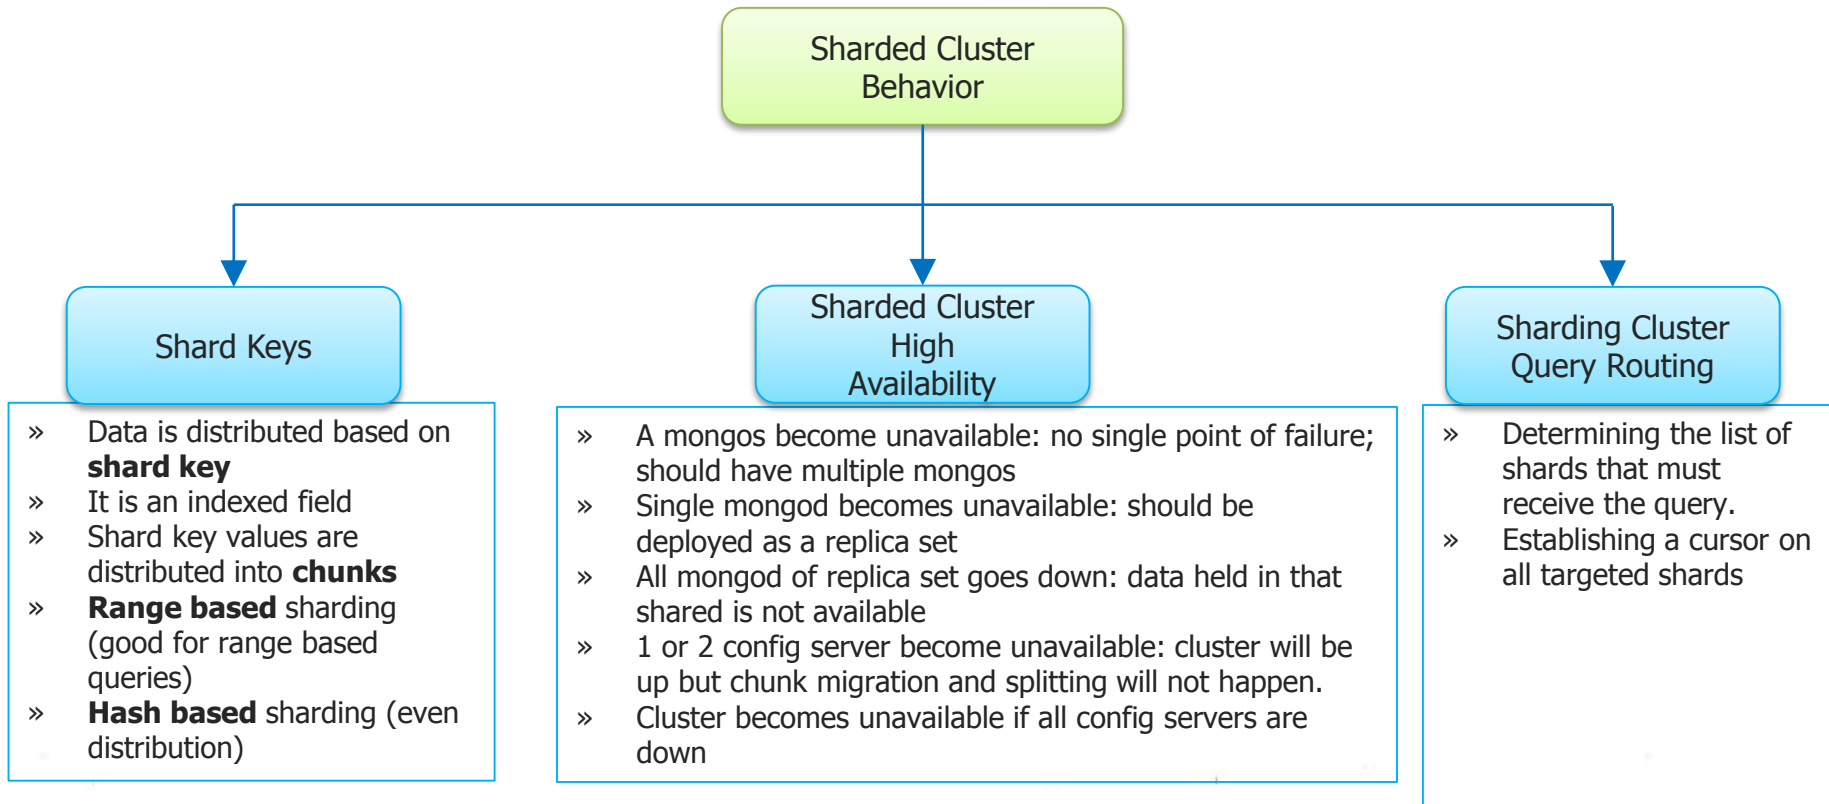 Sharded Cluster
Behavior
Shard Keys
» Data is distributed based on
shard key
» It is an indexed field
» Shard key values are
distributed into chunks
» Range based sharding
(good for range based
queries)
» Hash based sharding (even
distribution)
Sharded Cluster
High
Availability
» A mongos become unavailable: no single point of failure;
should have multiple mongos
» Single mongod becomes unavailable: should be
deployed as a replica set
» All mongod of replica set goes down: data held in that
shared is not available
» 1 or 2 config server become unavailable: cluster will be
up but chunk migration and splitting will not happen.
» Cluster becomes unavailable if all config servers are
down
Sharding Cluster
Query Routing
» Determining the list of
shards that must
receive the query.
» Establishing a cursor on
all targeted shards